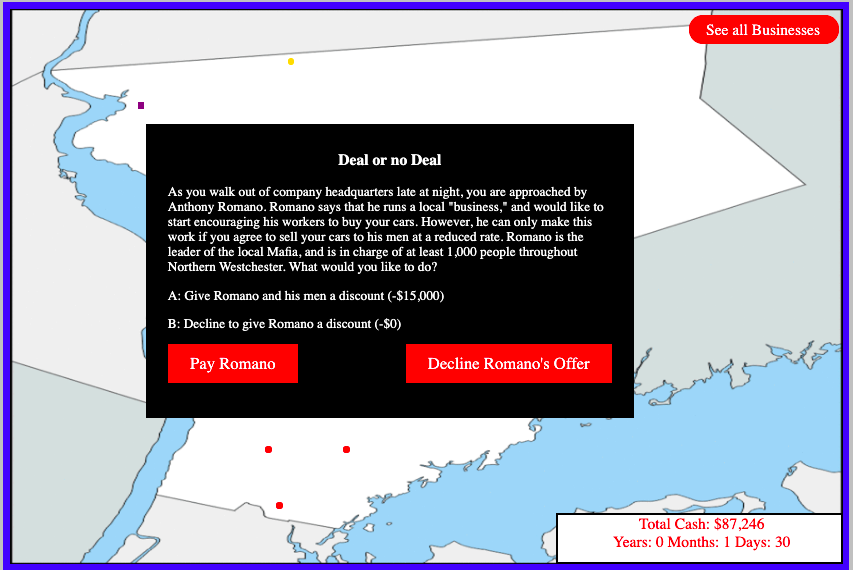 See all Businesses
Deal or no Deal
As you walk out of company headquarters late at night, you are approached by
Anthony Romano. Romano says that he runs a local "business," and would like to
start encouraging his workers to buy your cars. However, he can only make this
work if you agree to sell your cars to his men at a reduced rate. Romano is the
leader of the local Mafia, and is in charge of at least 1,000 people throughout
Northern Westchester. What would you like to do?
A: Give Romano and his men a discount (-$15,000)
B: Decline to give Romano a discount (-$0)
Pay Romano
Decline Romano's Offer
Total Cash: $87,246
Years: 0 Months: 1 Days: 30